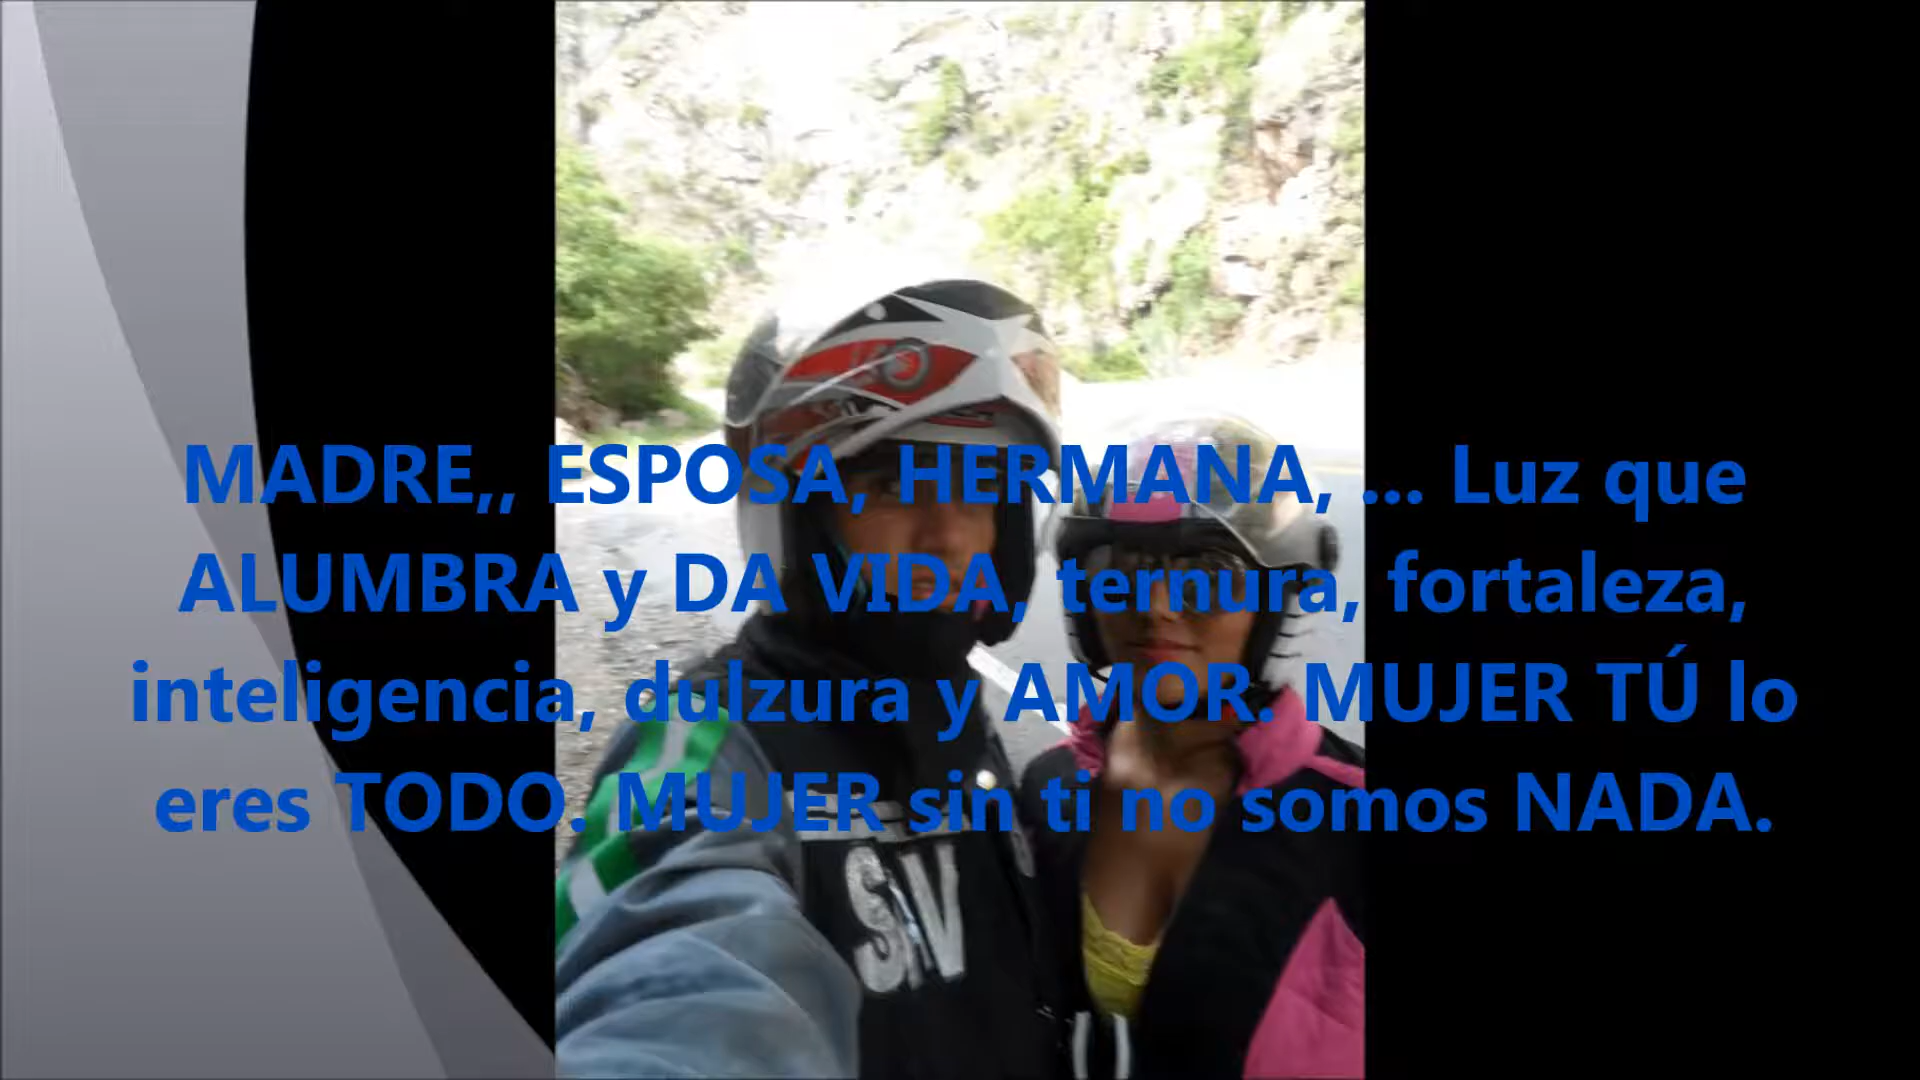 MADRE,, ESPOSA, HERMANA, ... Luz que
ALUMBRA y DA VIDA, ternura, fortaleza,
inteligencia, dulzura y AMOR. MUJER TÚ lo
eres TODO. MUJER sin ti no somos NADA.